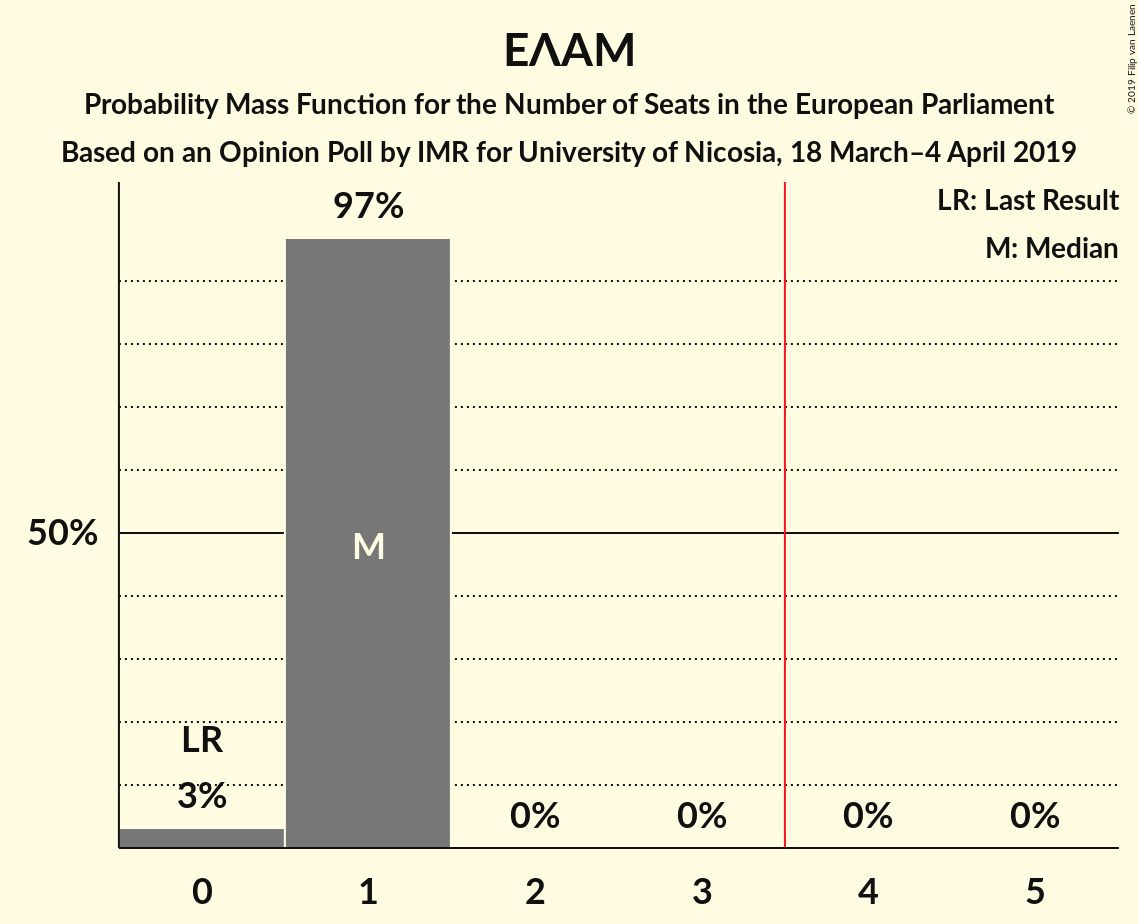 ΕΛΑΜ
Probability Mass Function for the Number of Seats in the European Parliament
Based on an Opinion Poll by IMR for University of Nicosia, 18 March–4 April 2019
© 2019 Filip van Laenen
LR: Last Result
M: Median
97%
50%
M
LR
3%
0%
0%
0%
0%
0
1
2
3
4
5